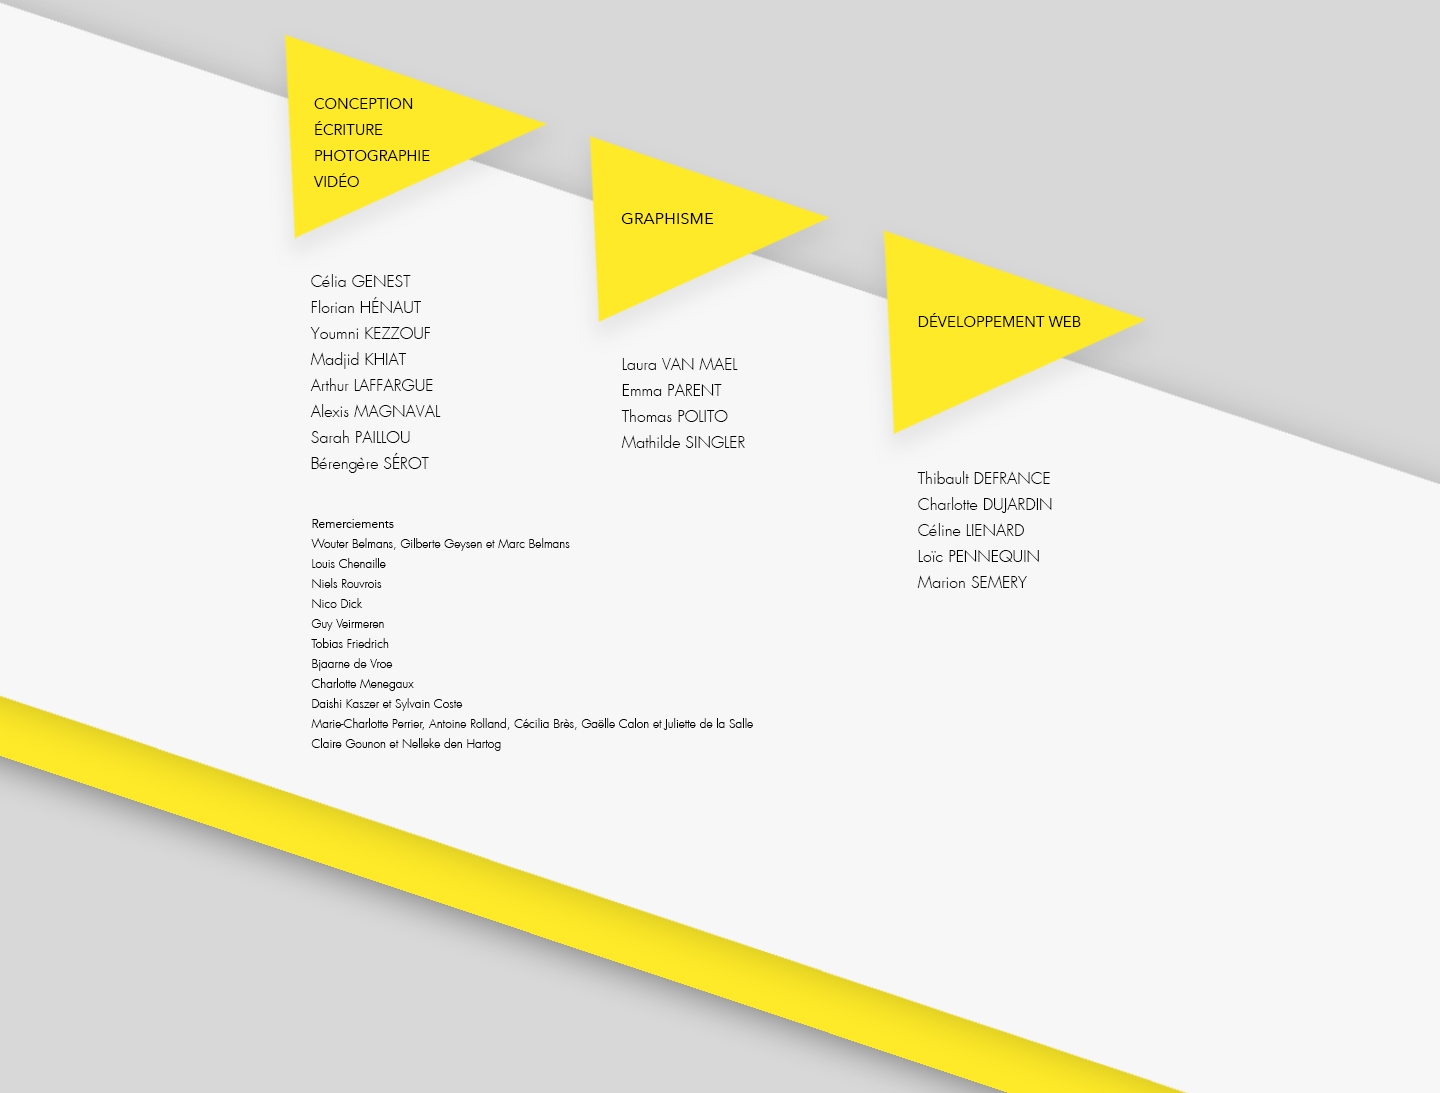 CONCEPTION
ÉCRITURE
PHOTOGRAPHIE
VIDÉO
Célia GENEST
Florian HÉNAUT
Youmni KEZZOUF
Madjid KHIAT
Arthur LAFFARGUE
Alexis MAGNAVAL
Sarah PAILLOU
Bérengère SÉROT
GRAPHISME
Laura VAN MAEL
Emma PARENT
Thomas POLITO
Mathilde SINGLER
DÉVELOPPEMENT WEB
Thibault DEFRANCE
Charlotte DUJARDIN
Céline LIENARD
Loïc PENNEQUIN
Marion SEMERY
Remerciements
Wouter Belmans, Gilberte Geysen et Marc Belmans
Louis Chenaille
Niels Rouvrois
Nico Dick
Guy Veirmeren
Tobias Friedrich
Bjaarne de Vroe
Charlotte Menegaux
Daishi Kaszer et Sylvain Coste
Marie-Charlotte Perrier, Antoine Rolland, Cécilia Brès, Gaëlle Calon et Juliette de la Salle
Claire Gounon et Nelleke den Hartog